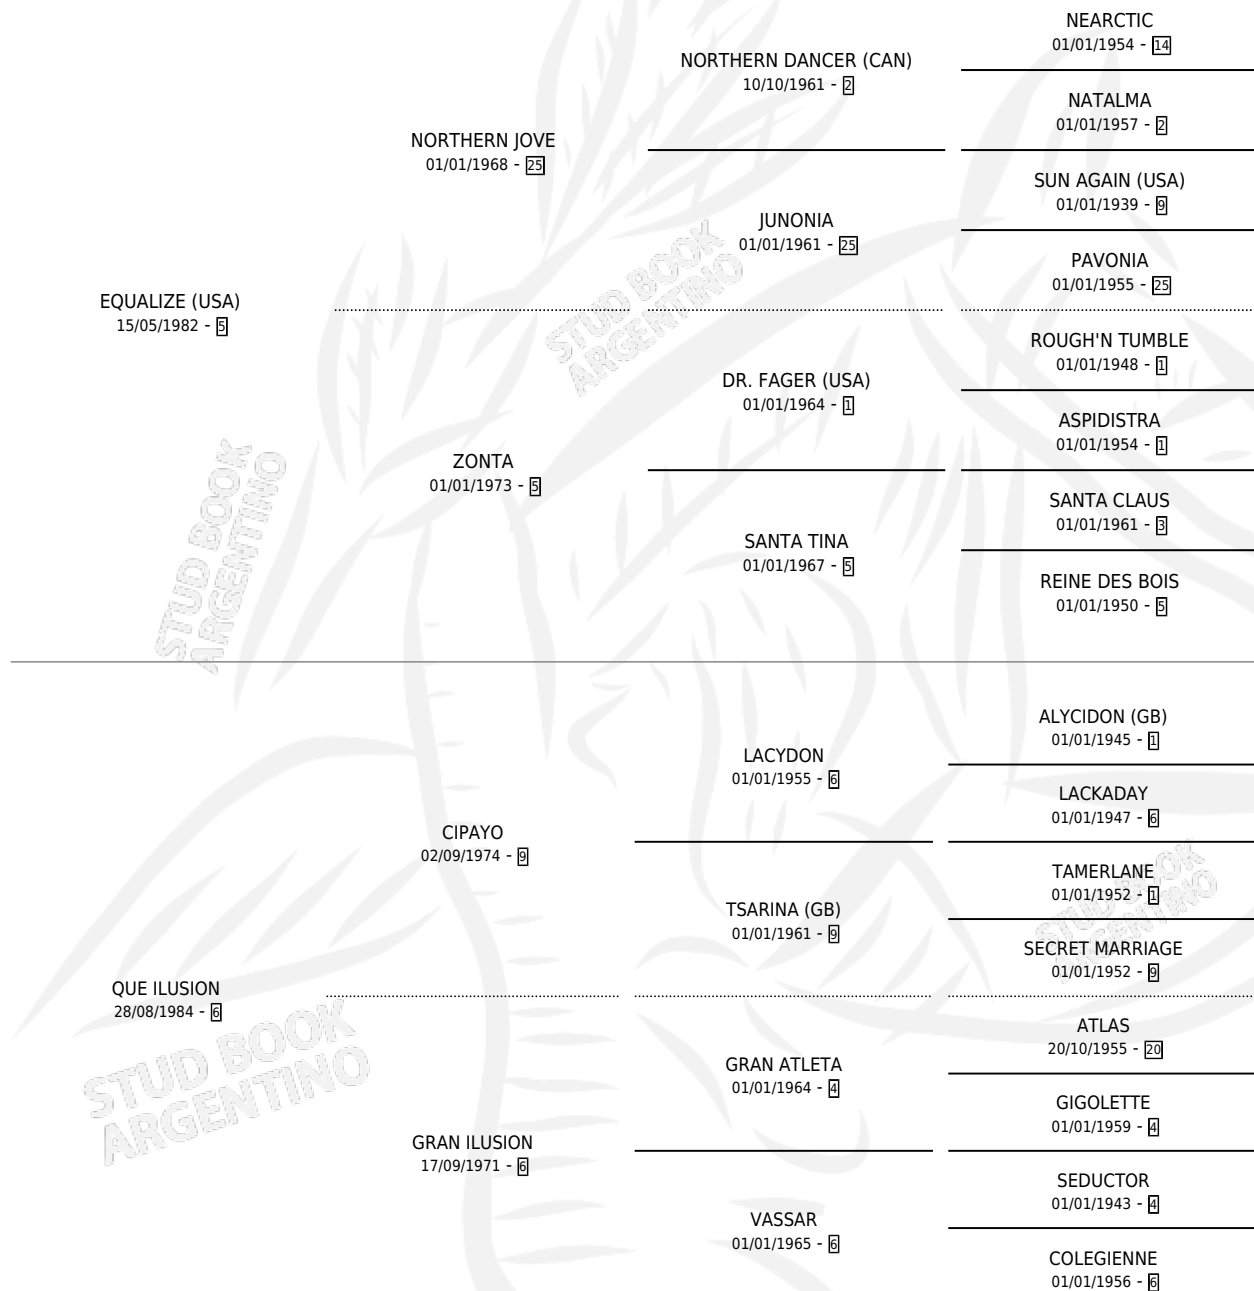 NEARCTIC
01/01/1954 - 14
NORTHERN DANCER (CAN)
10/10/1961 - 2
NATALMA
01/01/1957 - 2
NORTHERN JOVE
01/01/1968 - 25
SUN AGAIN (USA)
01/01/1939 - 9
JUNONIA
01/01/1961 - 25
PAVONIA
01/01/1955 - 25
EQUALIZE (USA)
15/05/1982 - 5
STUD BOOK
ARGENTINO
ROUGH'N TUMBLE
01/01/1948 - 1
DR. FAGER (USA)
01/01/1964 - 1
ASPIDISTRA
01/01/1954 - 1
ZONTA
01/01/1973 - 5
SANTA CLAUS
01/01/1961 - 3
SANTA TINA
01/01/1967 - 5
REINE DES BOIS
01/01/1950 - 5
STUD BOOK
ARGENTINO
ALYCIDON (GB)
01/01/1945 - 1
LACYDON
01/01/1955 - 6
LACKADAY
01/01/1947 - 6
CIPAYO
02/09/1974 - 9
TAMERLANE
01/01/1952 - 1
TSARINA (GB)
01/01/1961 - 9
SECRET MARRIAGE
01/01/1952 - 9
STUD BOOK
ARGENTINO
QUE ILUSION
28/08/1984 - 6
STUD BOOK
ARGENTINO
ATLAS
20/10/1955 - 20
GRAN ATLETA
01/01/1964 - 4
GIGOLETTE
01/01/1959 - 4
GRAN ILUSION
17/09/1971 - 6
SEDUCTOR
01/01/1943 - 4
VASSAR
01/01/1965 - 6
COLEGIENNE
01/01/1956 - 6